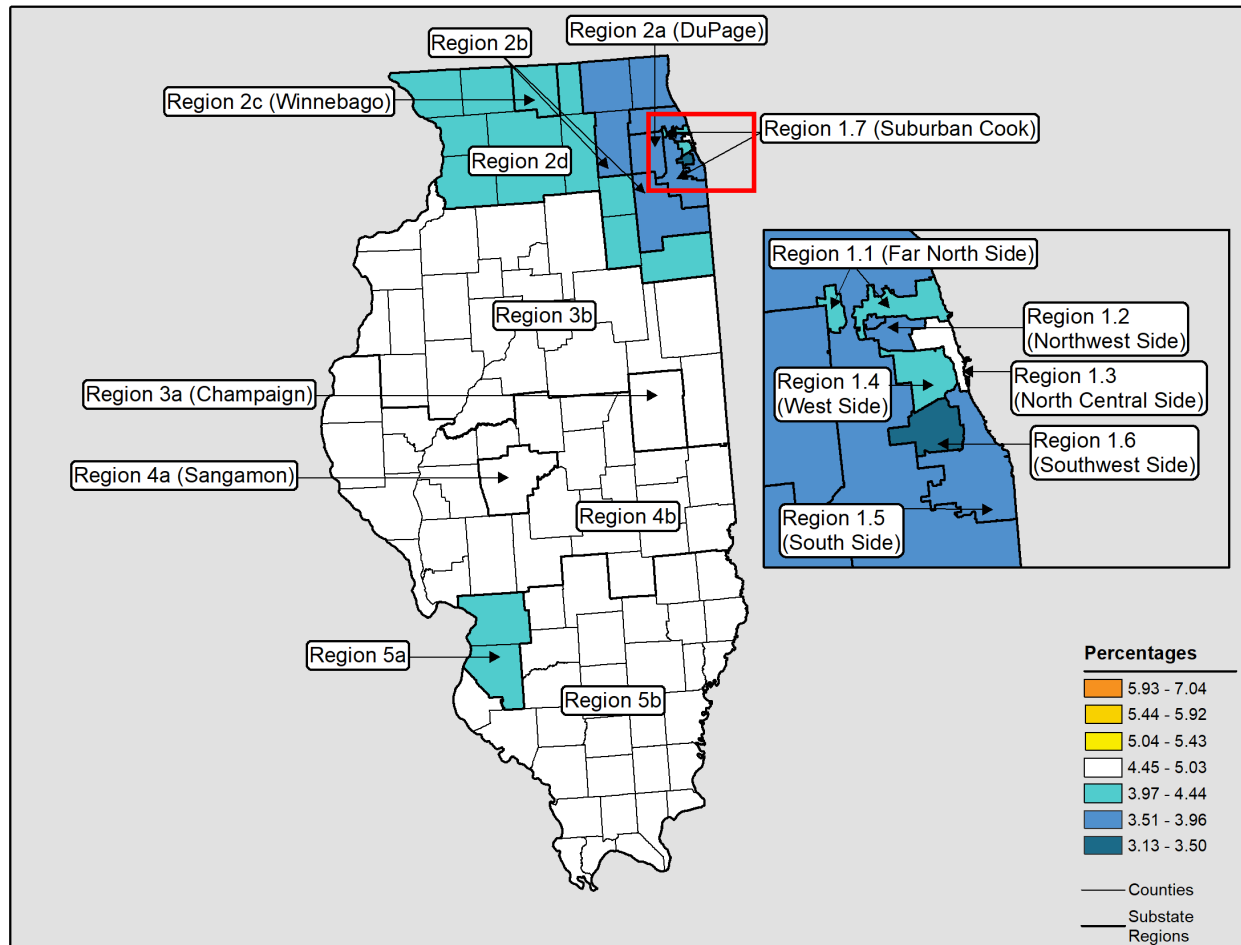 Region 2a (DuPage)
Region 2b
Region 2c (Winnebago)
Region 1.7 (Suburban Cook)
Region 2d
Region 1.1 (Far North Side)
Region 3b
Region 1.2
(Northwest Side)
Region 1.3
(North Central Side)
Region 3a (Champaign)
Region 1.4
(West Side)
Region 1.6
(Southwest Side)
Region 4a (Sangamon)
Region 4b
Region 1.5
(South Side)
Region 5a
Region 5b
Percentages
5.93 - 7.04
5.44 - 5.92
5.04 - 5.43
4.45 - 5.03
3.97 - 4.44
3.51 - 3.96
3.13 - 3.50
Counties
Substate
Regions